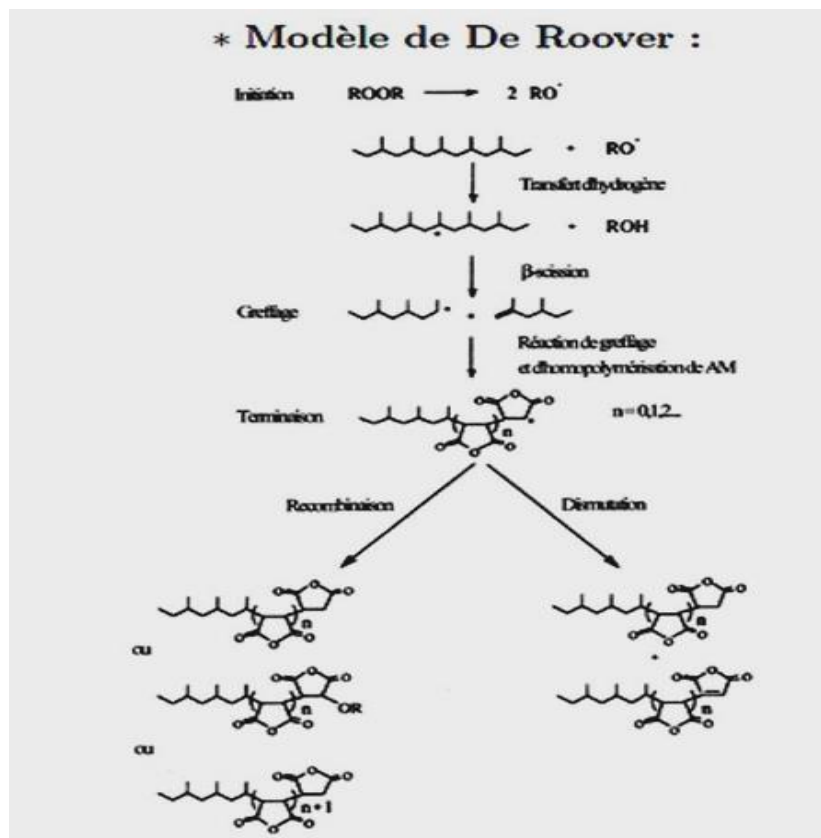 * Modèle de De Roover :
Initiation ROOR 2 RO•
• RO•
Transfert d'hydrogène
• ROH
β-scission
Greffage
Réaction de greffage
et d'homopolymérisation de AM
Terminaison n = 0,1,2...
O O O
n
O O O
Recombinaison Dismutation
O O O O O O
n n
O O O O O O
ou
O O O O O O
n OR n
O O O O O O
ou
O O O
n + 1
O O O